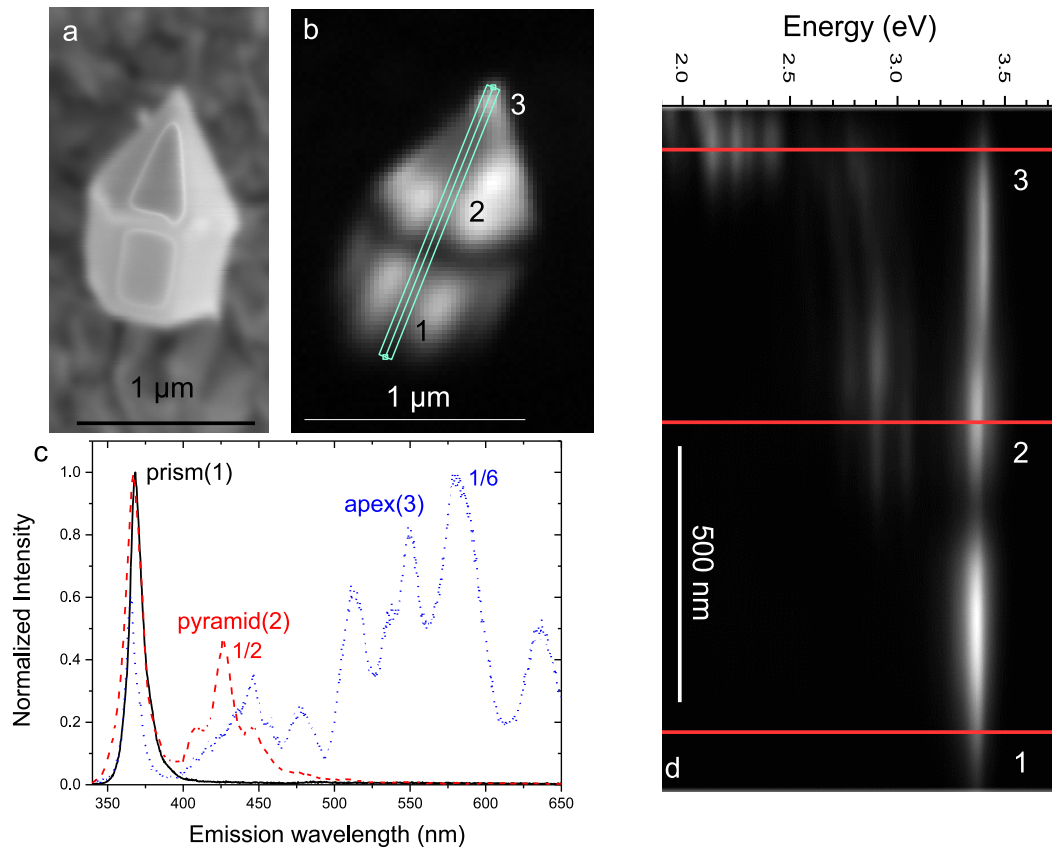 a
1 µm
b
3
2
1
1 µm
Energy (eV)
2.0
2.5
3.0
3.5
3
2
1
500 nm
d
c
prism(1)
1/6
apex(3)
pyramid(2)
1/2
1.0
0.8
0.6
0.4
0.2
0.0
Normalized Intensity
350
400
450
500
550
600
650
Emission wavelength (nm)